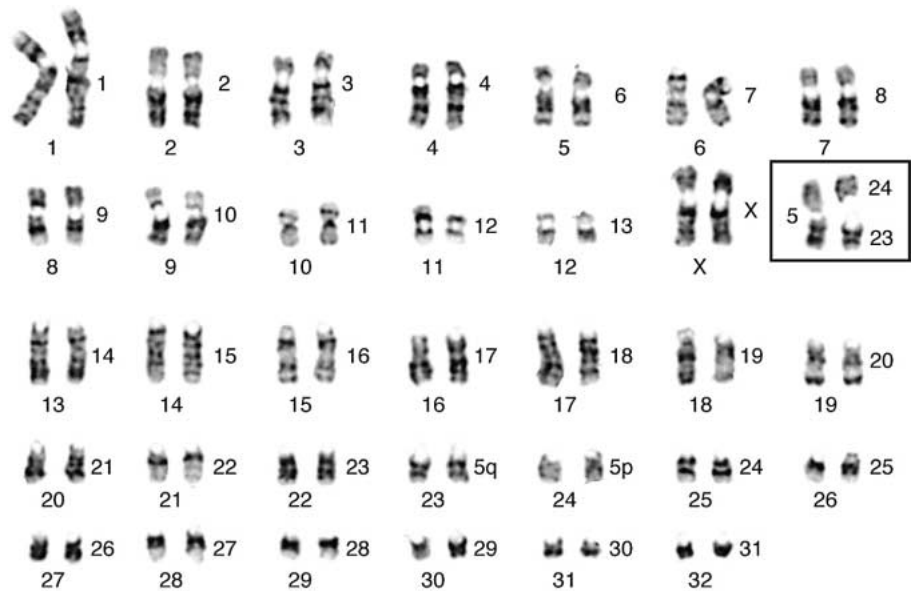 1 2 3 4 6 7 8
1 2 3 4 5 6 7
9 10 11 12 13 X 5 24
23
8 9 10 11 12 X
14 15 16 17 18 19 20
13 14 15 16 17 18 19
21 22 23 5q 5p 24 25
20 21 22 23 24 25 26
26 27 28 29 30 31
27 28 29 30 31 32